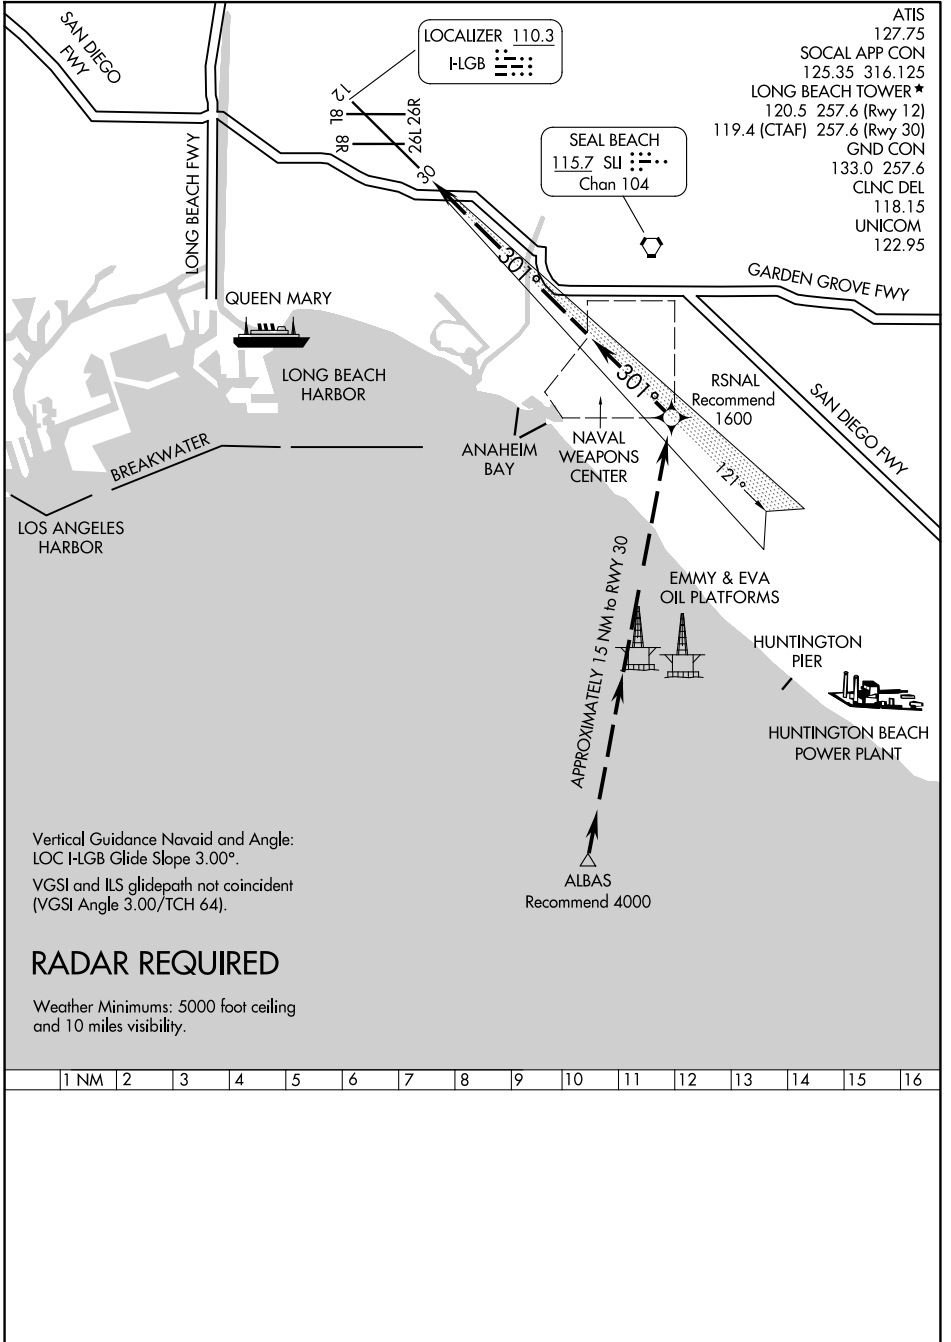 SAN DIEGO
FWY
LOCALIZER 110.3
I-LGB
ATIS
127.75
SOCAL APP CON
125.35 316.125
LONG BEACH TOWER★
120.5 257.6 (Rwy 12)
119.4 (CTAF) 257.6 (Rwy 30)
GND CON
133.0 257.6
CLNC DEL
118.15
UNICOM
122.95
12
8L
26R
8R
26L
30
SEAL BEACH
115.7 SLI
Chan 104
LONG BEACH FWY
301°
GARDEN GROVE FWY
QUEEN MARY
LONG BEACH
HARBOR
301°
RSNAL
Recommend
1600
SAN DIEGO FWY
BREAKWATER
ANAHEIM
BAY
NAVAL
WEAPONS
CENTER
121°
LOS ANGELES
HARBOR
APPROXIMATELY 15 NM to RWY 30
EMMY & EVA
OIL PLATFORMS
HUNTINGTON
PIER
HUNTINGTON BEACH
POWER PLANT
Vertical Guidance Navaid and Angle:
LOC I-LGB Glide Slope 3.00°.
VGSI and ILS glidepath not coincident
(VGSI Angle 3.00/TCH 64).
ALBAS
Recommend 4000
RADAR REQUIRED
Weather Minimums: 5000 foot ceiling
and 10 miles visibility.
1 NM 2 3 4 5 6 7 8 9 10 11 12 13 14 15 16